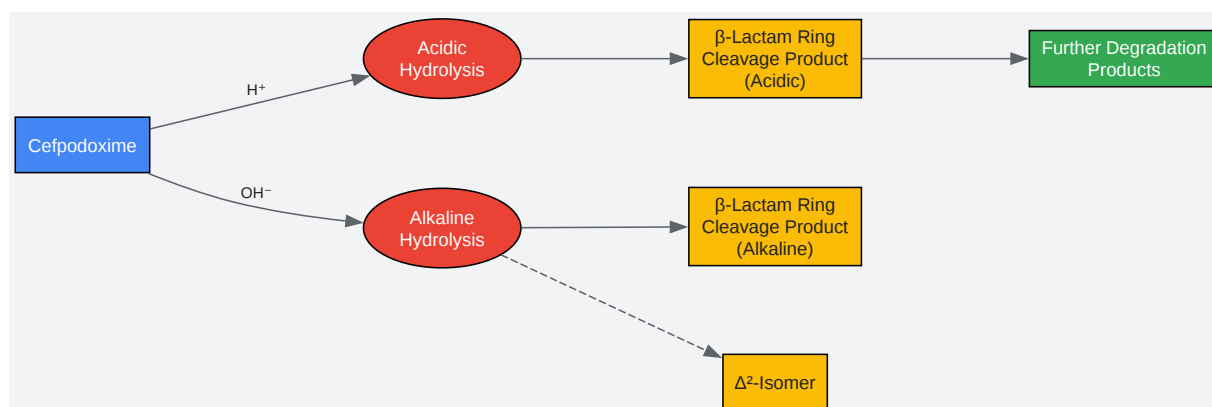 Cefpodoxime
H⁺
OH⁻
Acidic
Hydrolysis
β-Lactam Ring
Cleavage Product
(Acidic)
Further Degradation
Products
Alkaline
Hydrolysis
β-Lactam Ring
Cleavage Product
(Alkaline)
Δ²-Isomer